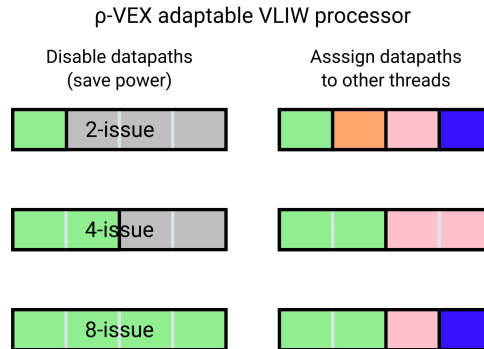 ρ-VEX adaptable VLIW processor
Disable datapaths
(save power)
Asssign datapaths
to other threads
2-issue
4-issue
8-issue